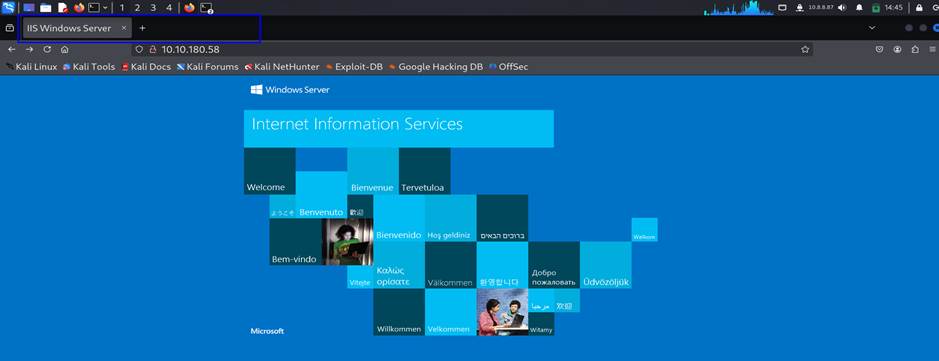 1 2 3 4 2 10.8.8.87 14:45
IIS Windows Server × +
10.10.180.58
Kali Linux Kali Tools Kali Docs Kali Forums Kali NetHunter Exploit-DB Google Hacking DB OffSec
Windows Server
Internet Information Services
Welcome
Bienvenue
Tervetuloa
ようこそ
Benvenuto
歡迎
Bienvenido
Hoş geldiniz
ברוכים הבאים
Welkom
Bem-vindo
Vítejte
Καλώς
ορίσατε
Välkommen
환영합니다
Добро
пожаловать
Üdvözöljük
Willkommen
Velkommen
مرحبا
欢迎
Witamy
Microsoft